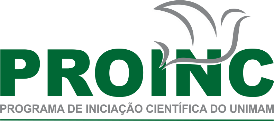 PROINC
PROGRAMA DE INICIAÇÃO CIENTÍFICA DO UNIMAM